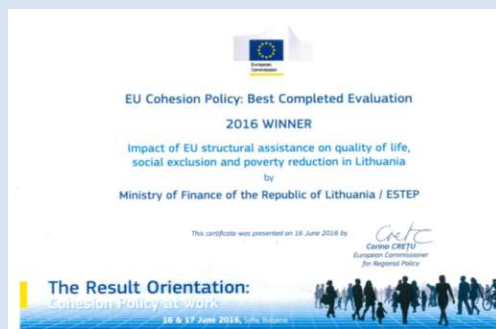 European
Commission
EU Cohesion Policy: Best Completed Evaluation
2016 WINNER
Impact of EU structural assistance on quality of life,
social exclusion and poverty reduction in Lithuania
by
Ministry of Finance of the Republic of Lithuania / ESTEP
This certificate was presented on 16 June 2016 by
Corina CREȚU
European Commissioner
for Regional Policy
The Result Orientation:
Cohesion Policy at work
16 & 17 June 2016, Sofia, Bulgaria